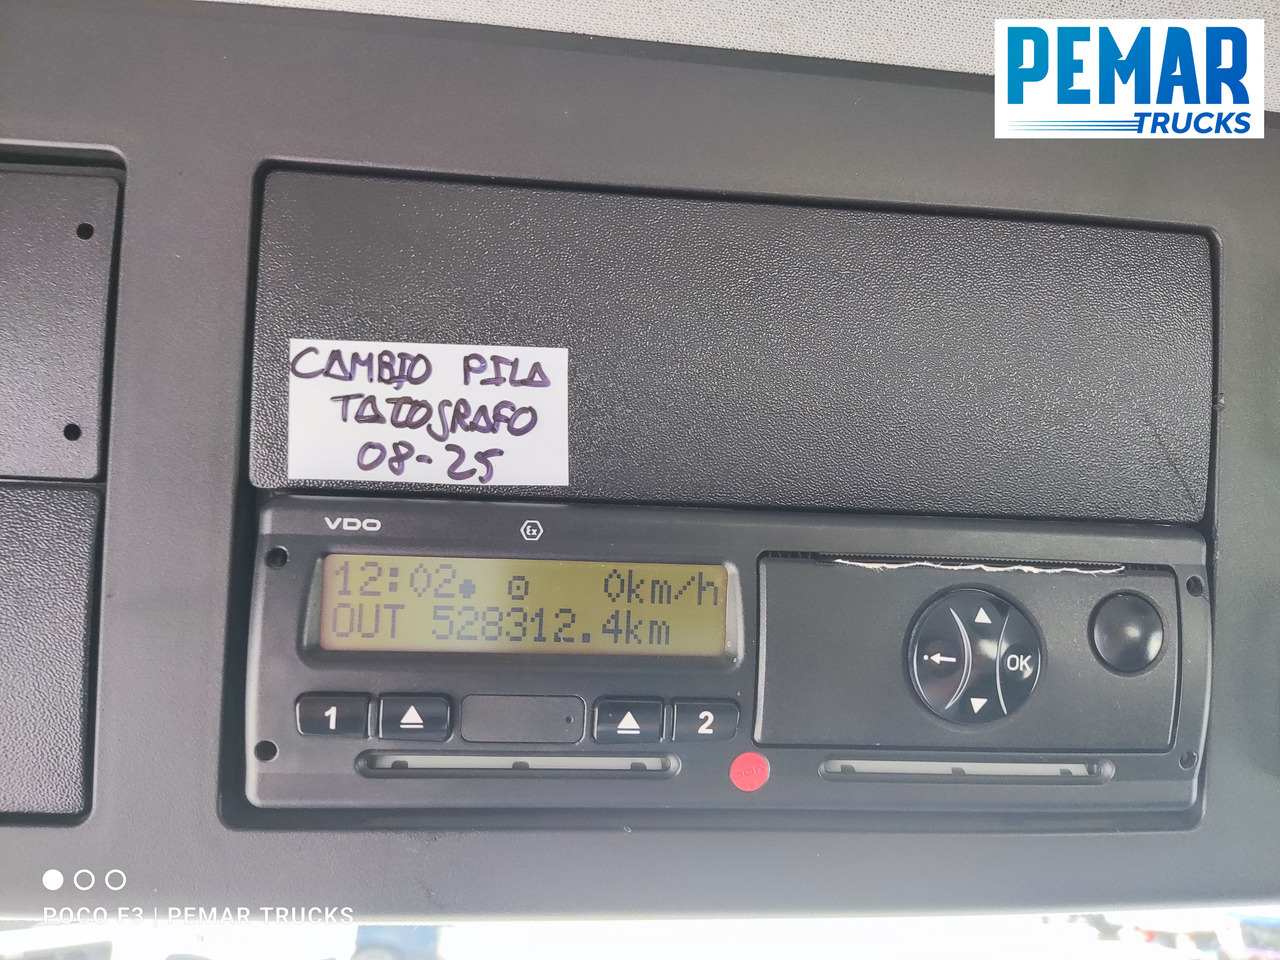 PEMAR
TRUCKS
CAMBIO PILA
TACOGRAFO
08-25
VDO
Ex
12:02 0km/h
OUT 528312.4km
1
2
OK
POCO F3 | PEMAR TRUCKS